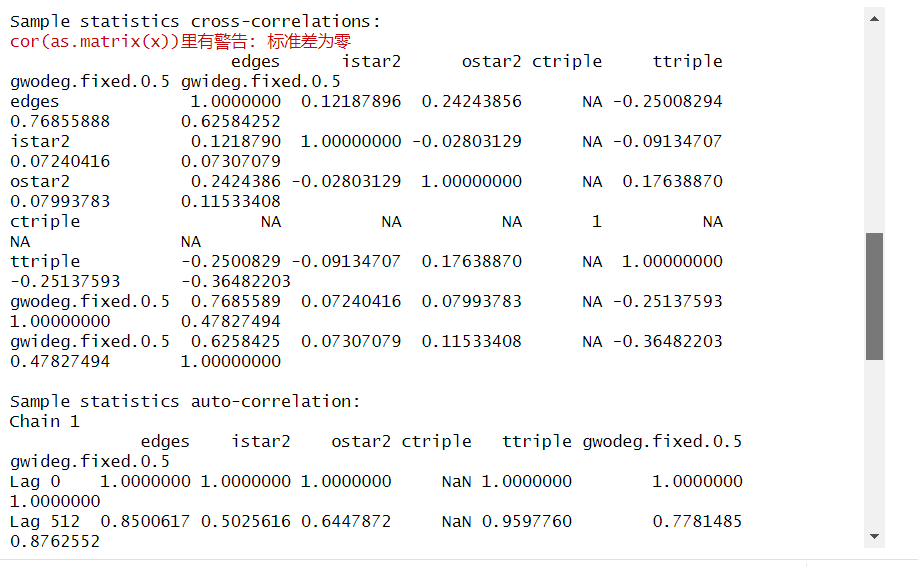 Sample statistics cross-correlations:
cor(as.matrix(x))里有警告: 标准差为零
edges istar2 ostar2 ctriple ttriple
gwodeg.fixed.0.5 gwideg.fixed.0.5
edges 1.0000000 0.12187896 0.24243856 NA -0.25008294
0.76855888 0.62584252
istar2 0.1218790 1.00000000 -0.02803129 NA -0.09134707
0.07240416 0.07307079
ostar2 0.2424386 -0.02803129 1.00000000 NA 0.17638870
0.07993783 0.11533408
ctriple NA NA NA 1 NA
NA NA
ttriple -0.2500829 -0.09134707 0.17638870 NA 1.00000000
-0.25137593 -0.36482203
gwodeg.fixed.0.5 0.7685589 0.07240416 0.07993783 NA -0.25137593
1.00000000 0.47827494
gwideg.fixed.0.5 0.6258425 0.07307079 0.11533408 NA -0.36482203
0.47827494 1.00000000
Sample statistics auto-correlation:
Chain 1
edges istar2 ostar2 ctriple ttriple gwodeg.fixed.0.5
gwideg.fixed.0.5
Lag 0 1.0000000 1.0000000 1.0000000 NaN 1.0000000 1.0000000
1.0000000
Lag 512 0.8500617 0.5025616 0.6447872 NaN 0.9597760 0.7781485
0.8762552